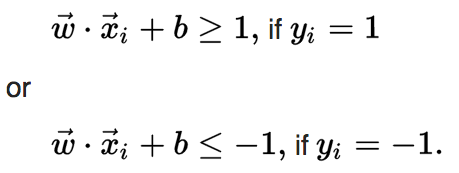 w⃗ · x⃗ᵢ + b ≥ 1, if yᵢ = 1
or
w⃗ · x⃗ᵢ + b ≤ −1, if yᵢ = −1.